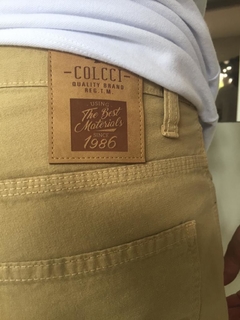 -COLCCI-
QUALITY BRAND
REG.T.M.
USING
The Best
Materials
SINCE
1986